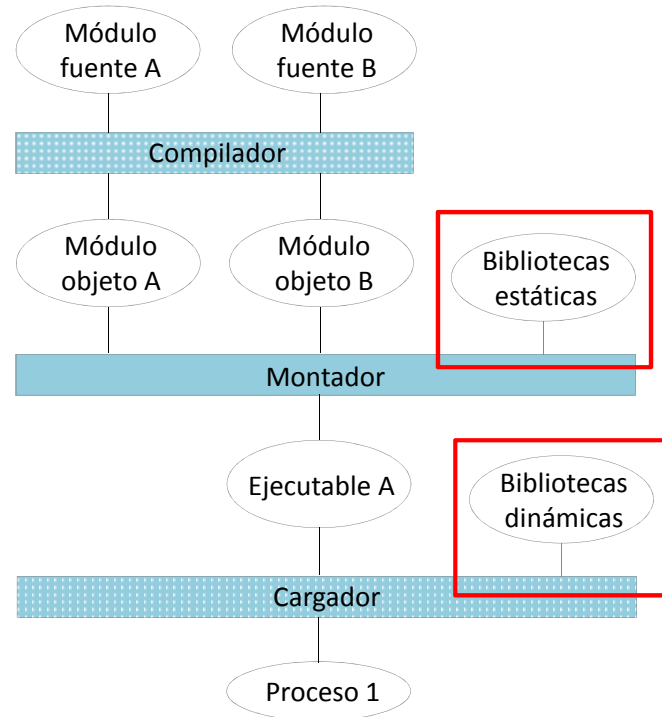 Módulo
fuente A
Módulo
fuente B
Compilador
Módulo
objeto A
Módulo
objeto B
Bibliotecas
estáticas
Montador
Ejecutable A
Bibliotecas
dinámicas
Cargador
Proceso 1